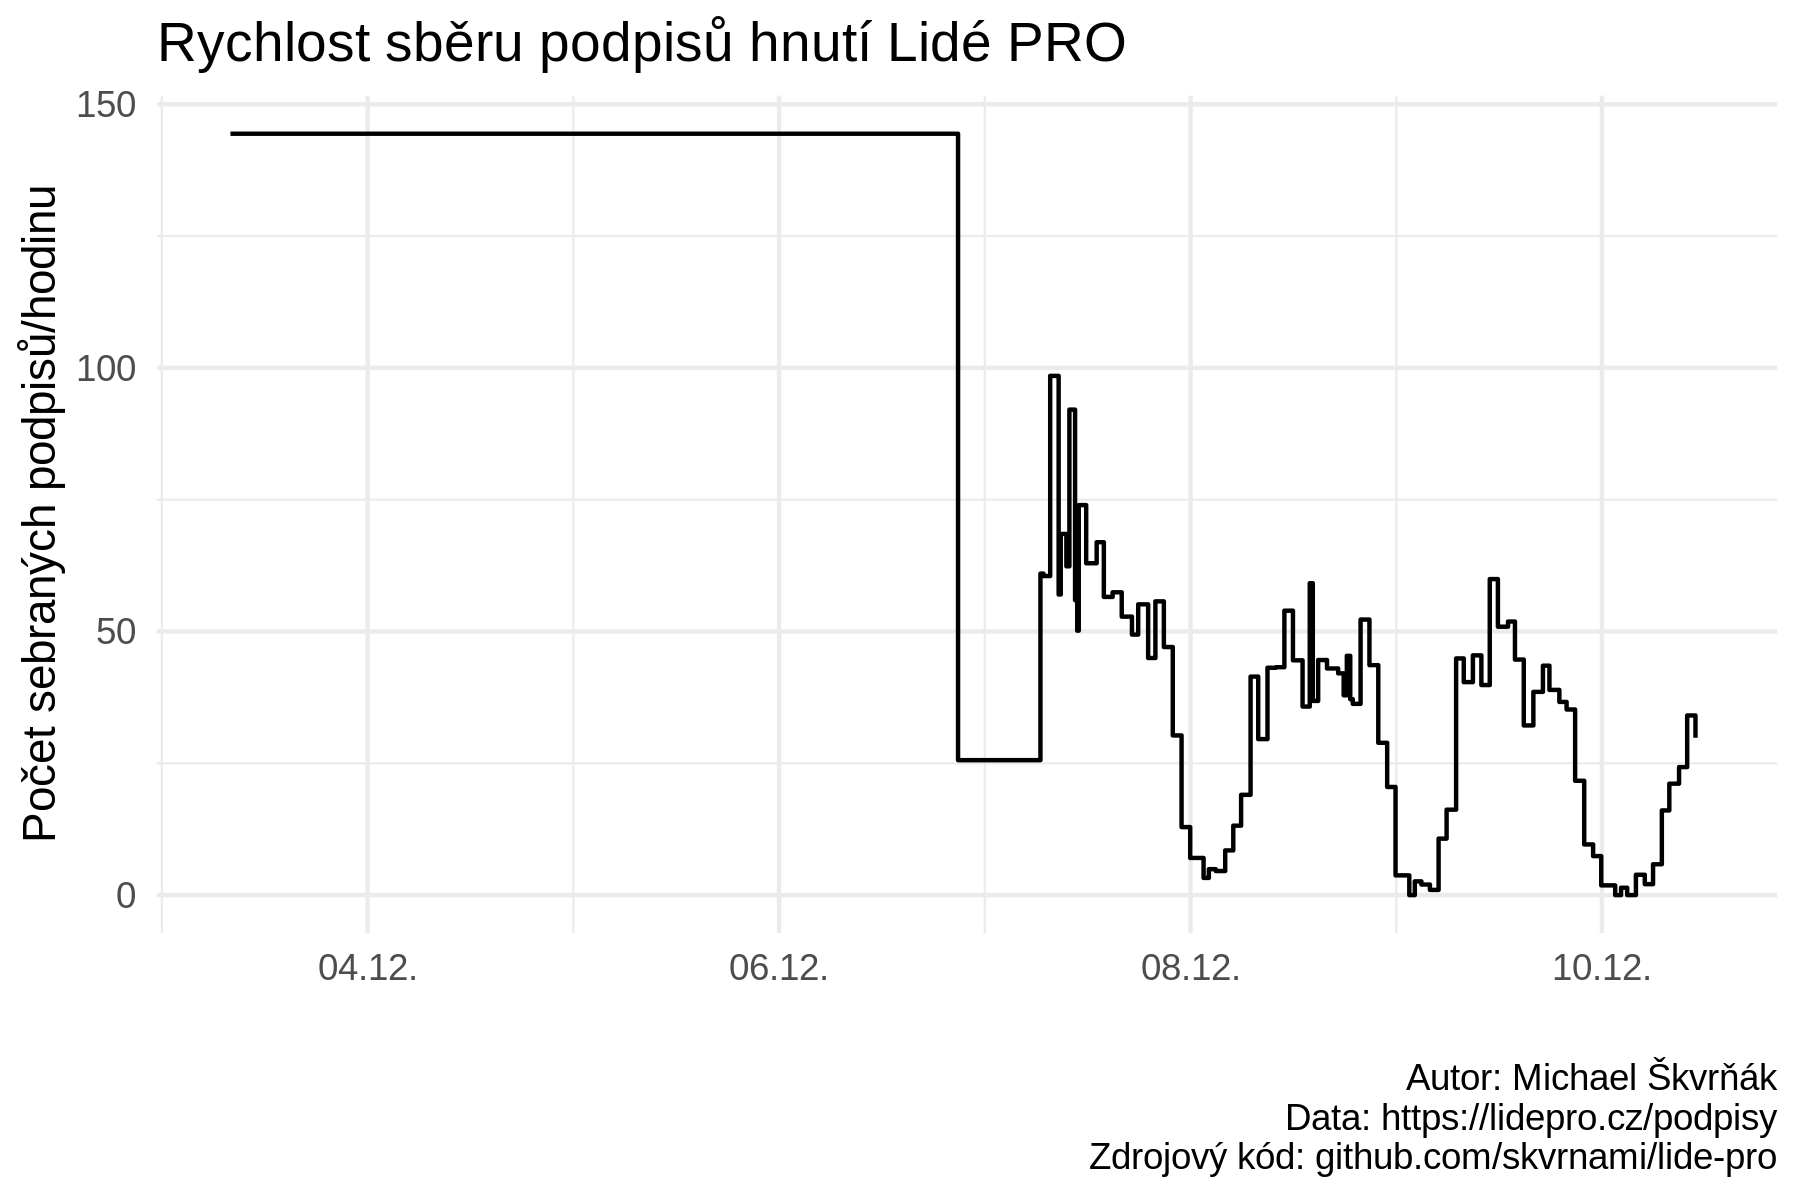 Rychlost sběru podpisů hnutí Lidé PRO
Počet sebraných podpisů/hodinu
150
100
50
0
04.12.
06.12.
08.12.
10.12.
Autor: Michael Škvrňák
Data: https://lidepro.cz/podpisy
Zdrojový kód: github.com/skvrnami/lide-pro